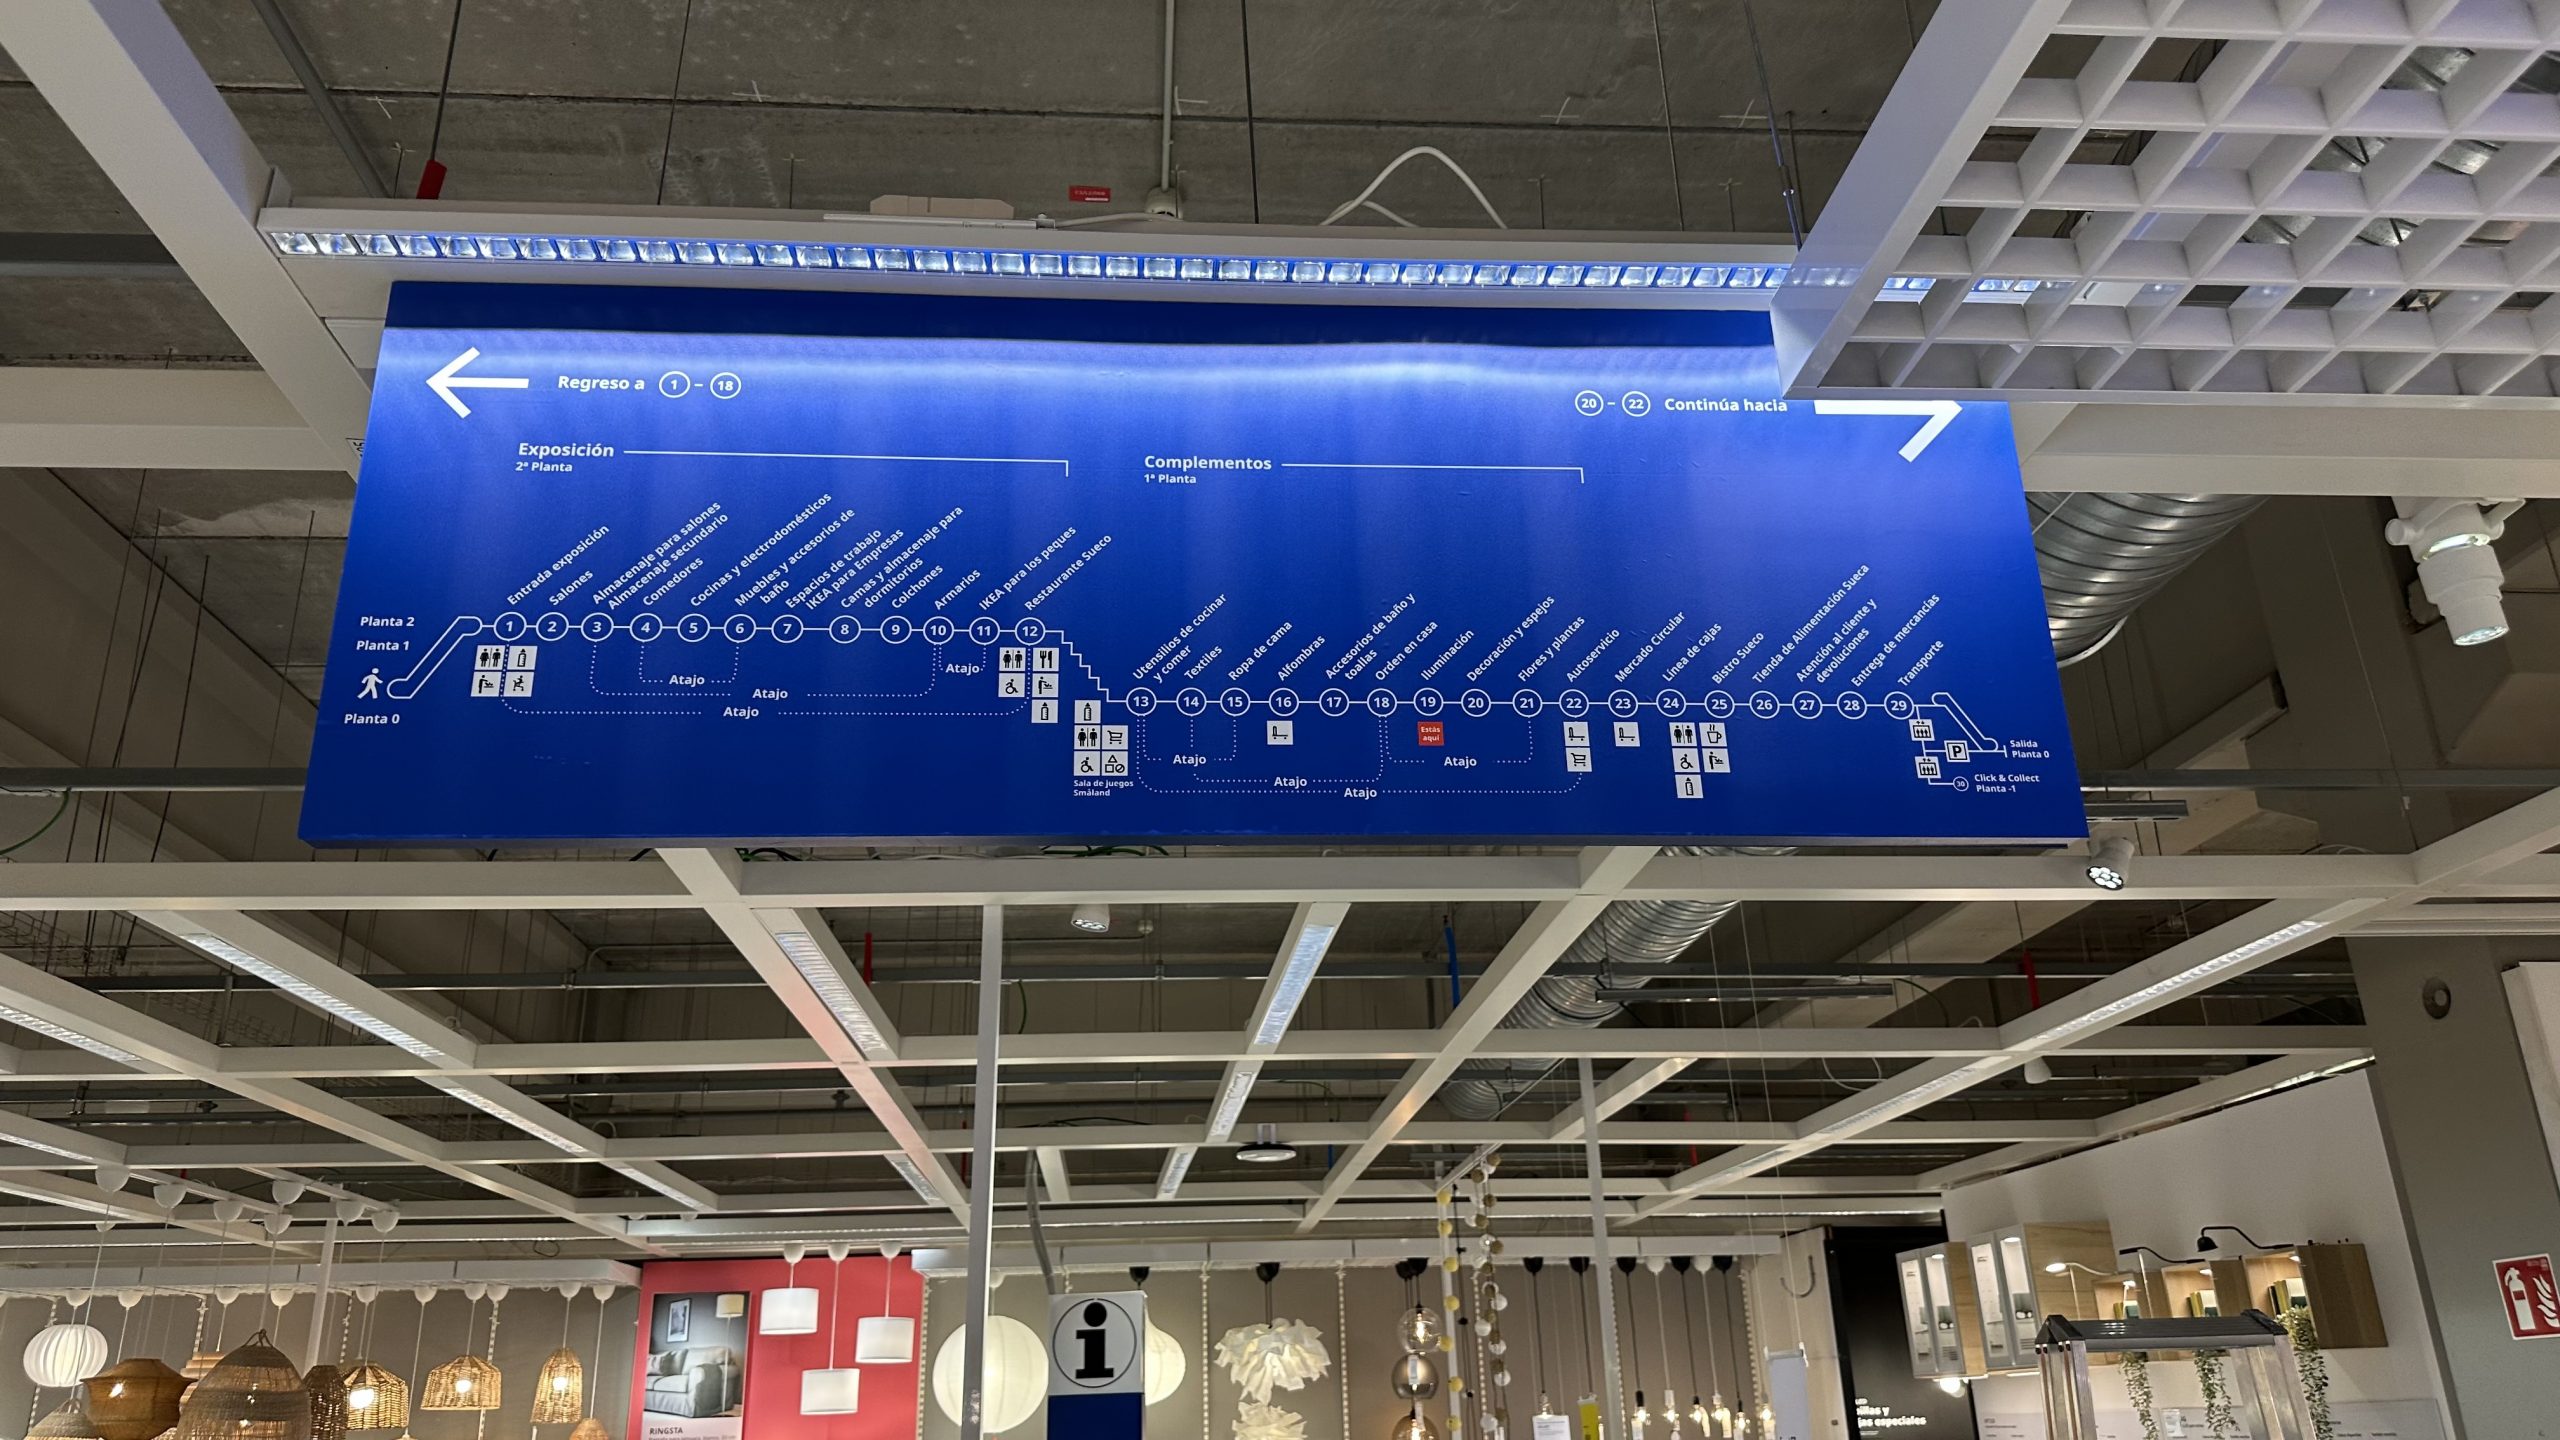 Regreso a 1 - 18
20 - 22 Continúa hacia
Exposición
2ª Planta
Complementos
1ª Planta
Entrada exposición
Salones
Almacenaje para salones
Almacenaje secundario
Comedores
Cocinas y electrodomésticos
Muebles y accesorios de
baño
Espacios de trabajo
IKEA para Empresas
Camas y almacenaje para
dormitorios
Colchones
Armarios
IKEA para los peques
Restaurante Sueco
Planta 2
Planta 1
Planta 0
1 2 3 4 5 6 7 8 9 10 11 12
Atajo
Atajo
Atajo
Atajo
Utensilios de cocinar
y comer
Textiles
Ropa de cama
Alfombras
Accesorios de baño y
toallas
Orden en casa
Iluminación
Decoración y espejos
Flores y plantas
Autoservicio
Mercado Circular
Línea de cajas
Bistro Sueco
Tienda de Alimentación Sueca
Atención al cliente y
devoluciones
Entrega de mercancías
Transporte
13 14 15 16 17 18 19 20 21 22 23 24 25 26 27 28 29
Estás
aquí
Sala de juegos
Småland
Atajo
Atajo
Atajo
Atajo
P
Salida
Planta 0
30
Click & Collect
Planta -1
i
RINGSTA
especiales